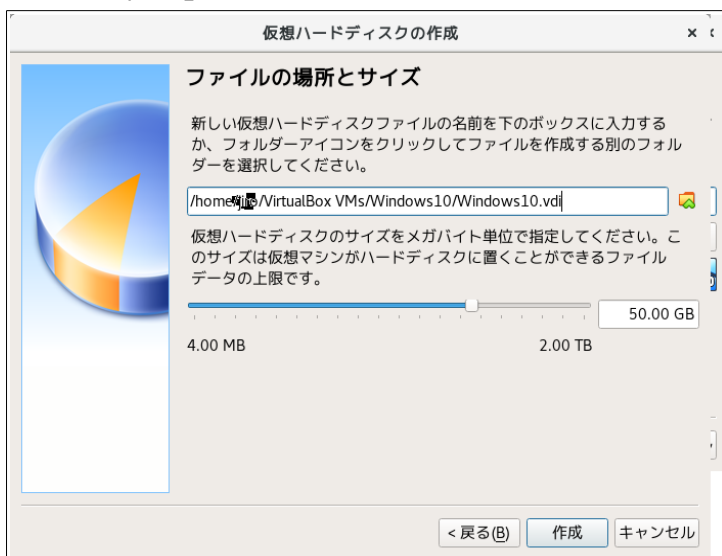 仮想ハードディスクの作成
ファイルの場所とサイズ
新しい仮想ハードディスクファイルの名前を下のボックスに入力する
か、フォルダーアイコンをクリックしてファイルを作成する別のフォル
ダーを選択してください。
/home/ /VirtualBox VMs/Windows10/Windows10.vdi
仮想ハードディスクのサイズをメガバイト単位で指定してください。こ
のサイズは仮想マシンがハードディスクに置くことができるファイル
データの上限です。
50.00 GB
4.00 MB 2.00 TB
< 戻る(B) 作成 キャンセル